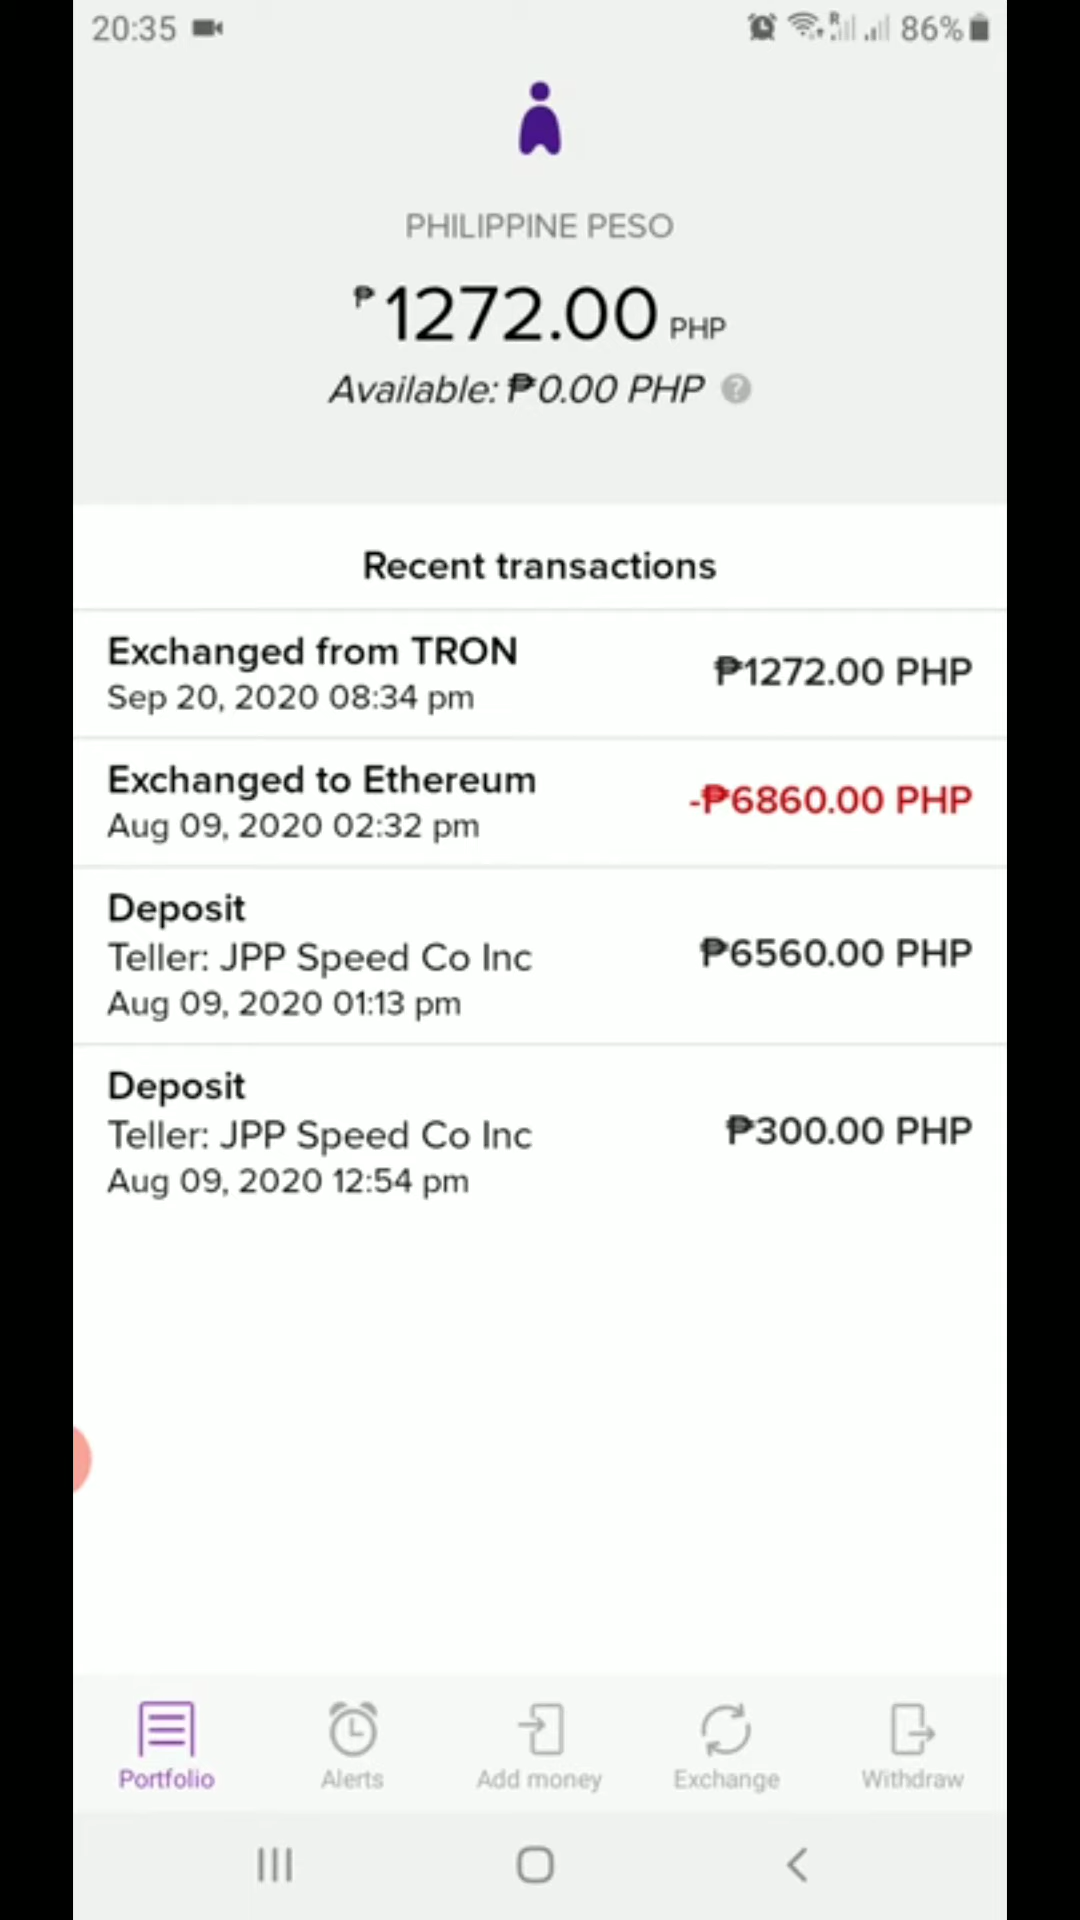 20:35
86%
PHILIPPINE PESO
₱1272.00 PHP
Available: ₱0.00 PHP ?
Recent transactions
Exchanged from TRON
₱1272.00 PHP
Sep 20, 2020 08:34 pm
Exchanged to Ethereum
-₱6860.00 PHP
Aug 09, 2020 02:32 pm
Deposit
Teller: JPP Speed Co Inc
₱6560.00 PHP
Aug 09, 2020 01:13 pm
Deposit
Teller: JPP Speed Co Inc
₱300.00 PHP
Aug 09, 2020 12:54 pm
Portfolio
Alerts
Add money
Exchange
Withdraw